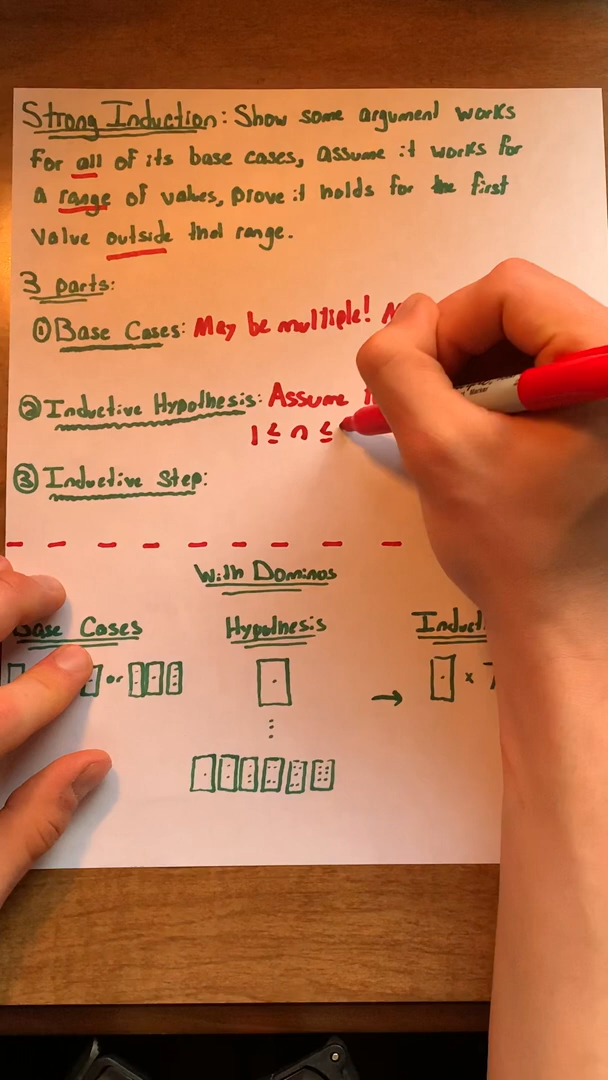 Strong Induction: Show some argument works
for all of its base cases, assume it works for
a range of values, prove it holds for the first
value outside that range.
3 parts:
① Base Cases: May be multiple!
② Inductive Hypothesis: Assume
1 ≤ n ≤
③ Inductive Step:
With Dominos
Base Cases
Hypothesis
or
x 7